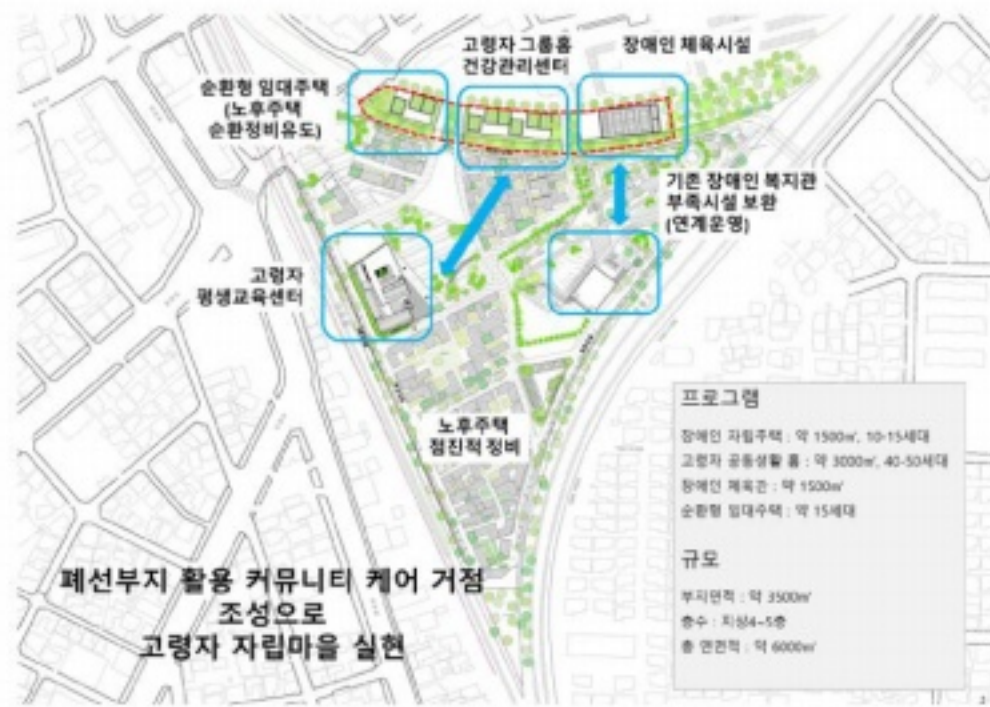 고령자 그룹홈
건강관리센터
장애인 체육시설
순환형 임대주택
(노후주택
순환정비유도)
기존 장애인 복지관
부족시설 보완
(연계운영)
고령자
평생교육센터
노후주택
점진적 정비
프로그램
장애인 자립주택 : 약 1500㎡, 10-15세대
고령자 공동생활 홈 : 약 3000㎡, 40-50세대
장애인 체육관 : 약 1500㎡
순환형 임대주택 : 약 15세대
규모
부지면적 : 약 3500㎡
층수 : 지상4~5층
총 연면적 : 약 6000㎡
폐선부지 활용 커뮤니티 케어 거점
조성으로
고령자 자립마을 실현
2